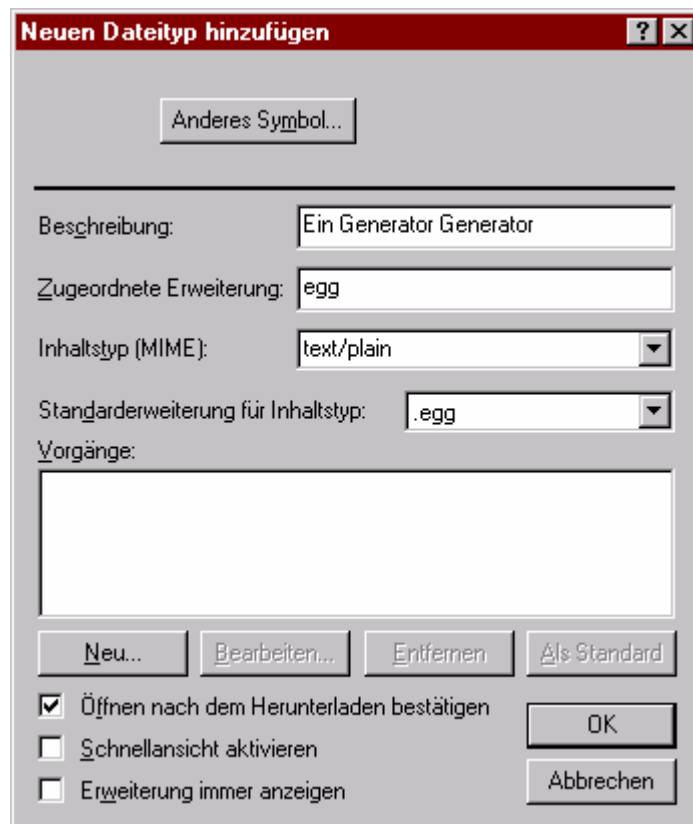 Neuen Dateityp hinzufügen
Anderes Symbol...
Beschreibung: Ein Generator Generator
Zugeordnete Erweiterung: egg
Inhaltstyp (MIME): text/plain
Standarderweiterung für Inhaltstyp: .egg
Vorgänge:
Neu... Bearbeiten... Entfernen Als Standard
Öffnen nach dem Herunterladen bestätigen
OK
Schnellansicht aktivieren
Abbrechen
Erweiterung immer anzeigen